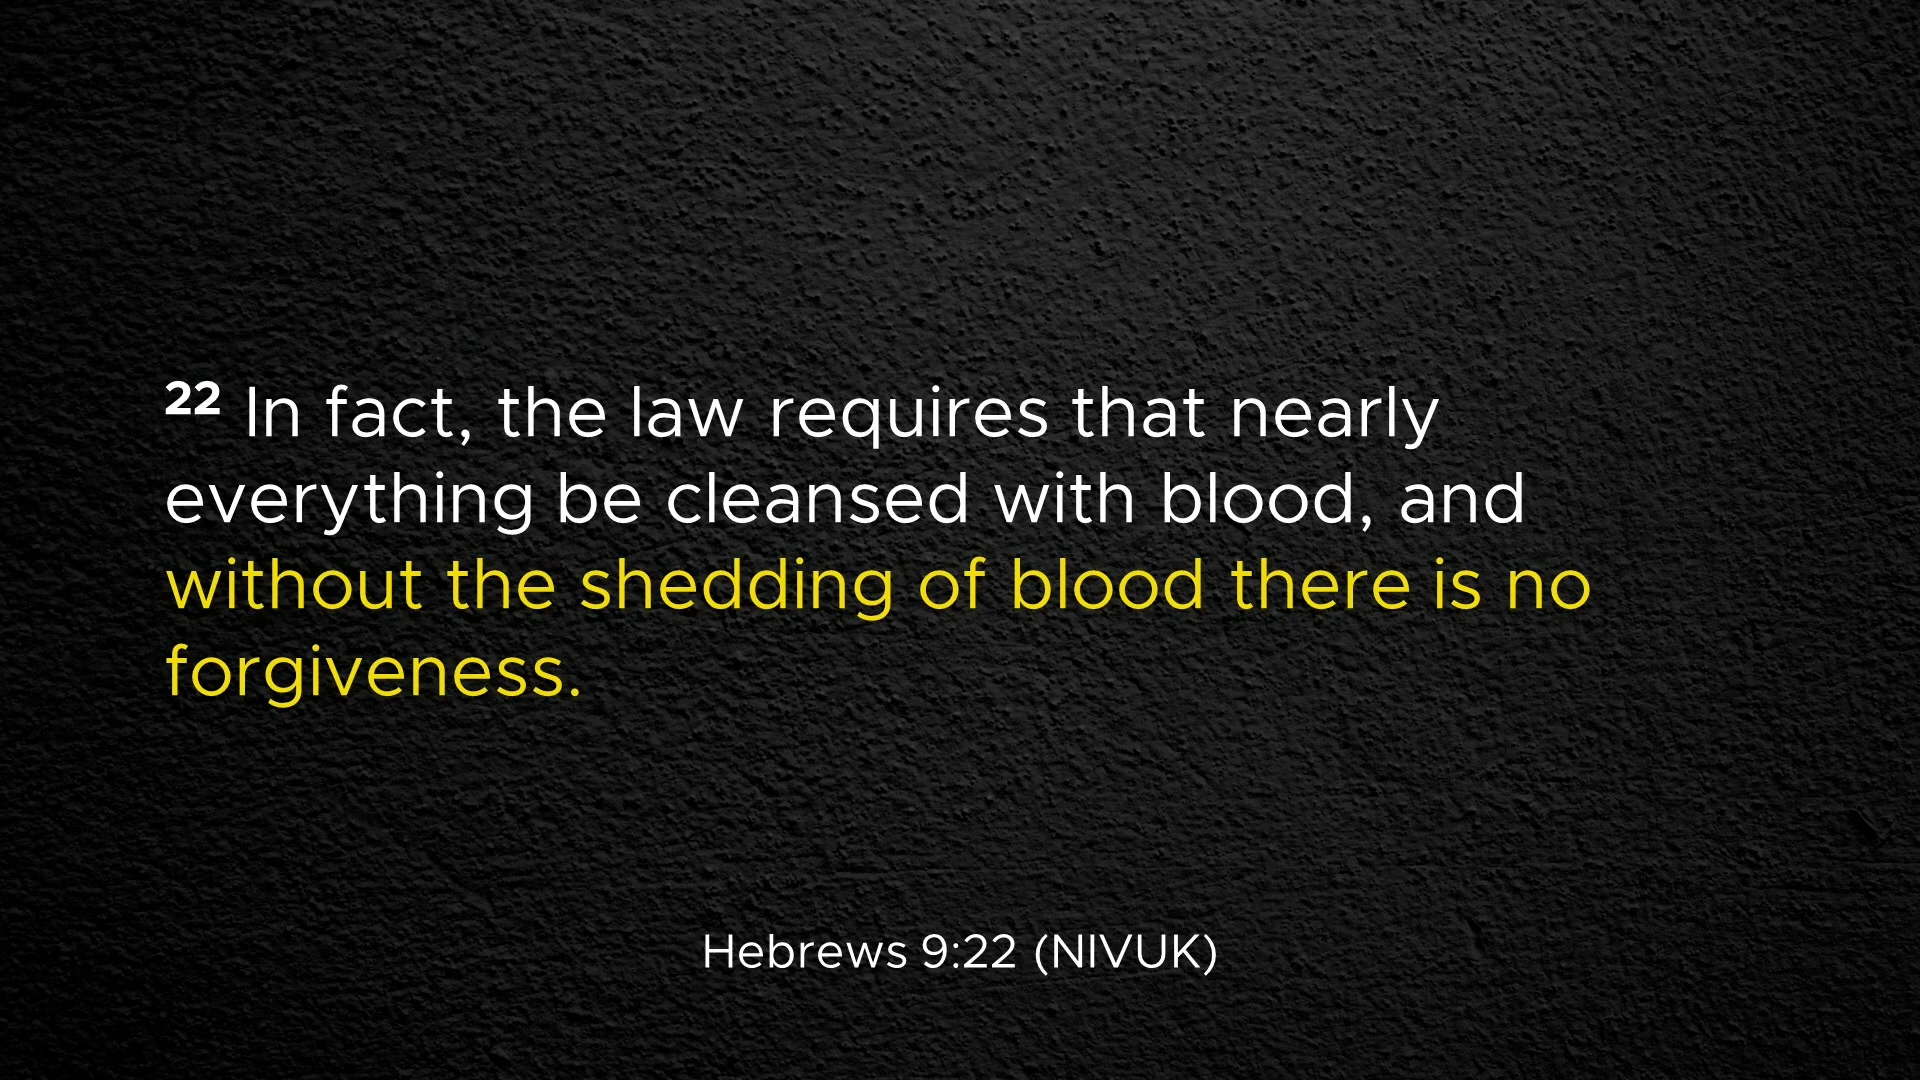 22 In fact, the law requires that nearly
everything be cleansed with blood, and
without the shedding of blood there is no
forgiveness.
Hebrews 9:22 (NIVUK)